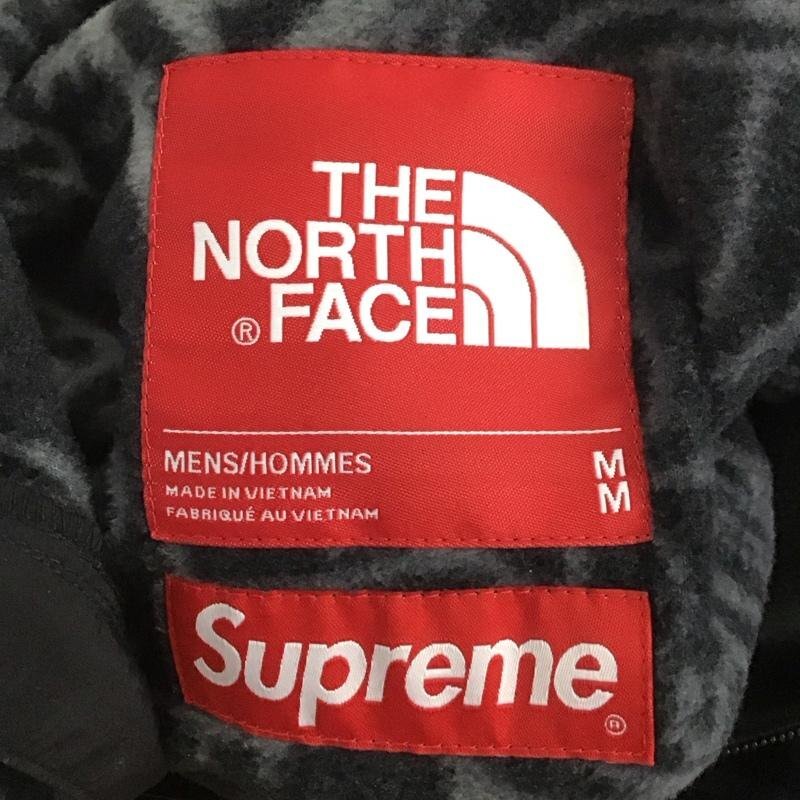 THE
NORTH
® FACE
MENS/HOMMES M
MADE IN VIETNAM M
FABRIQUÉ AU VIETNAM
Supreme
®